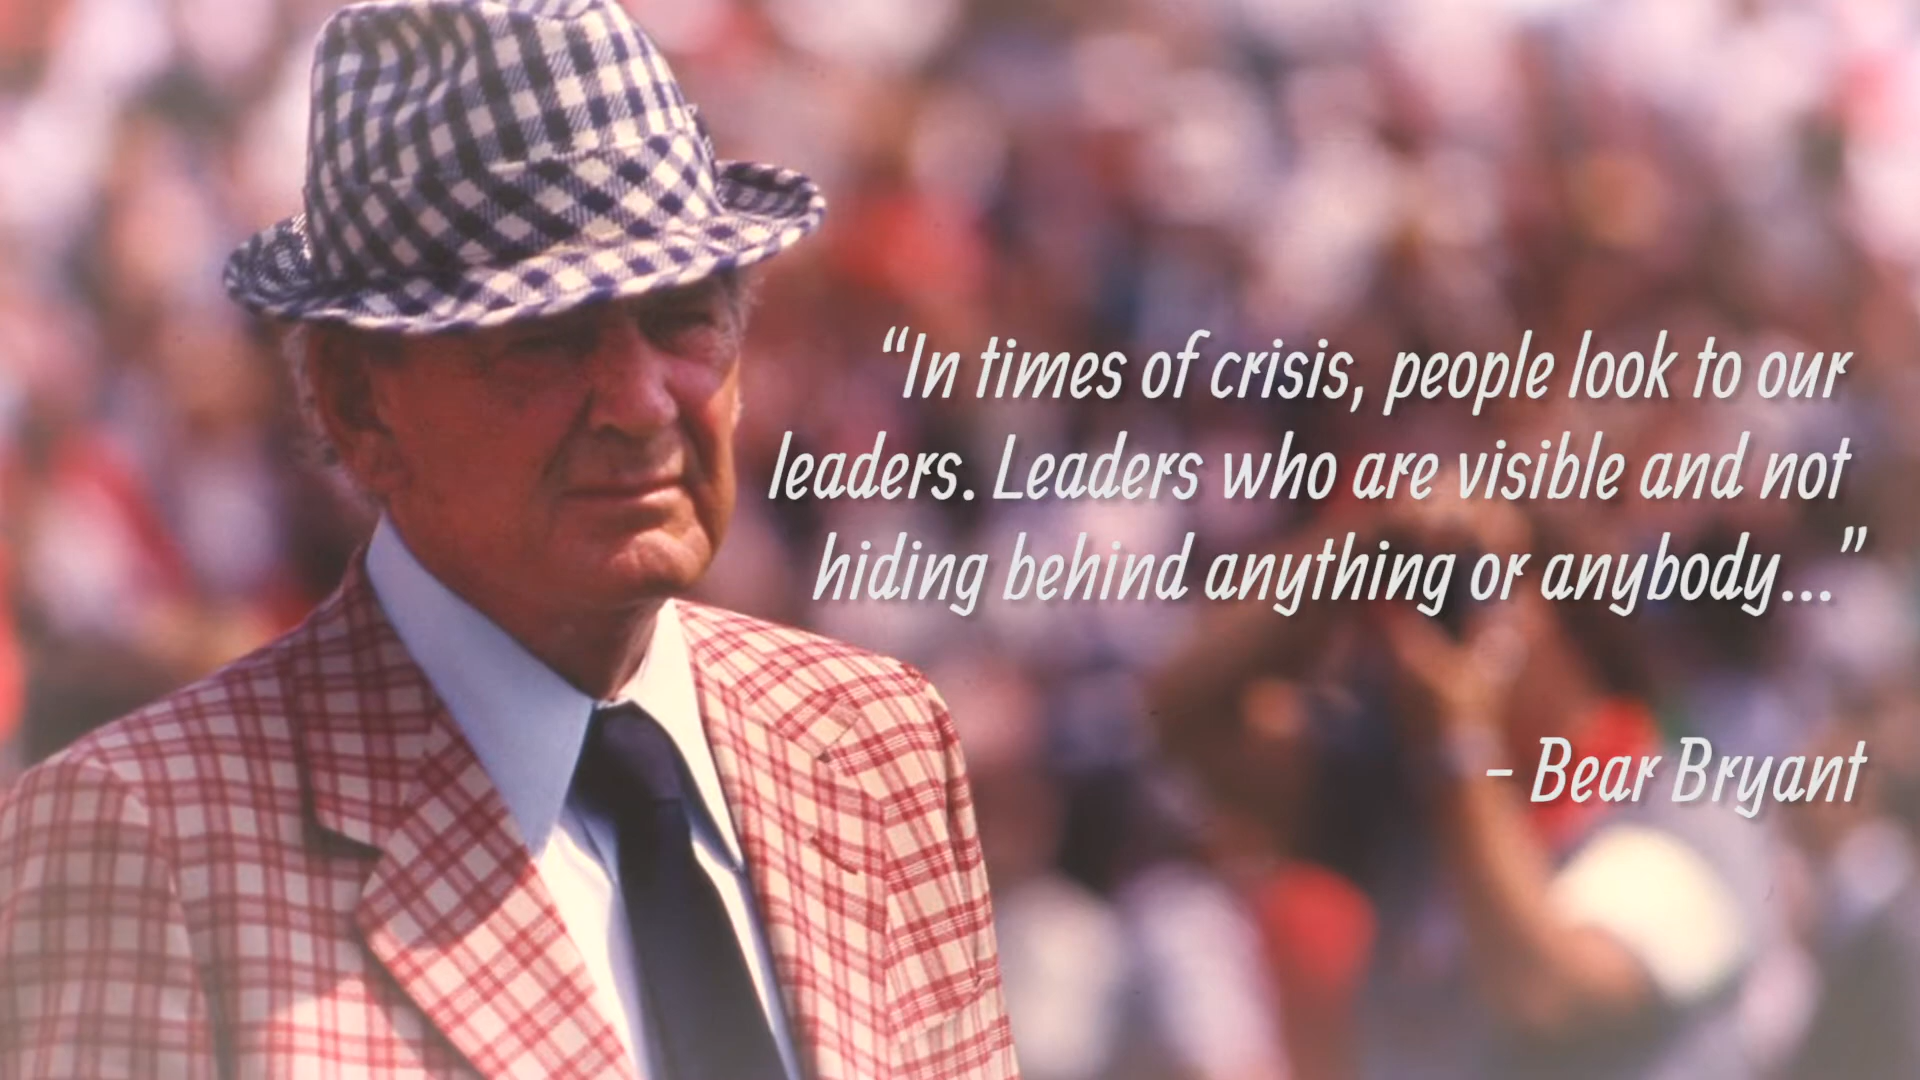 “In times of crisis, people look to our
leaders. Leaders who are visible and not
hiding behind anything or anybody...”
- Bear Bryant